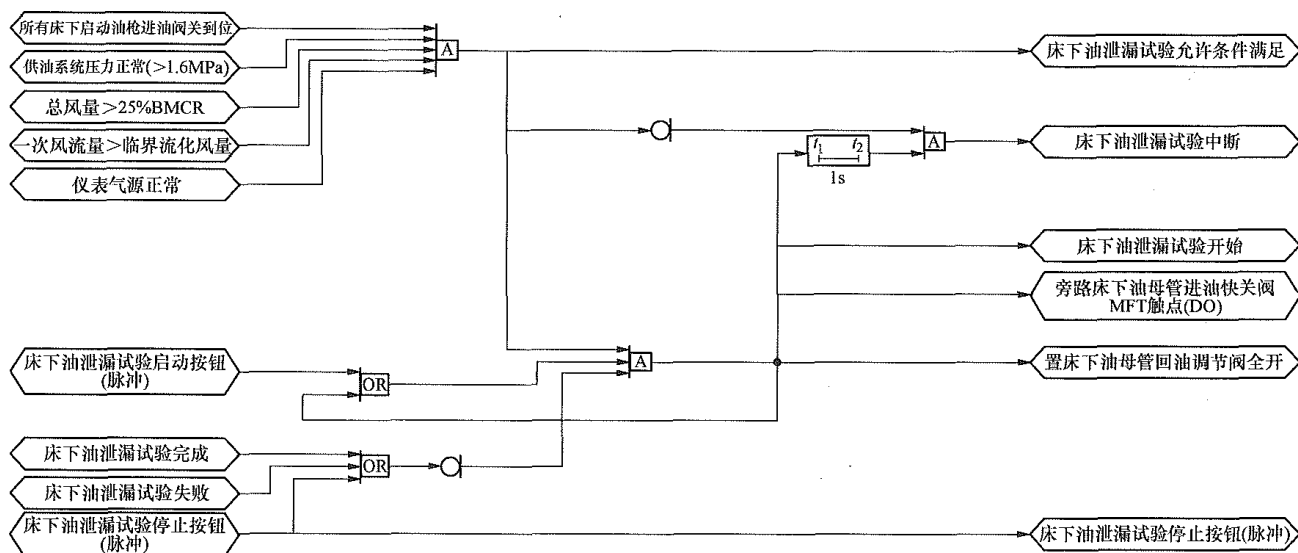 所有床下启动油枪进油阀关到位
供油系统压力正常(>1.6MPa)
总风量>25%BMCR
一次风流量>临界流化风量
仪表气源正常
A
床下油泄漏试验允许条件满足
t₁ t₂
1s
A
床下油泄漏试验中断
床下油泄漏试验开始
旁路床下油母管进油快关阀
MFT触点(DO)
床下油泄漏试验启动按钮
(脉冲)
OR
A
置床下油母管回油调节阀全开
床下油泄漏试验完成
床下油泄漏试验失败
床下油泄漏试验停止按钮
(脉冲)
OR
床下油泄漏试验停止按钮(脉冲)